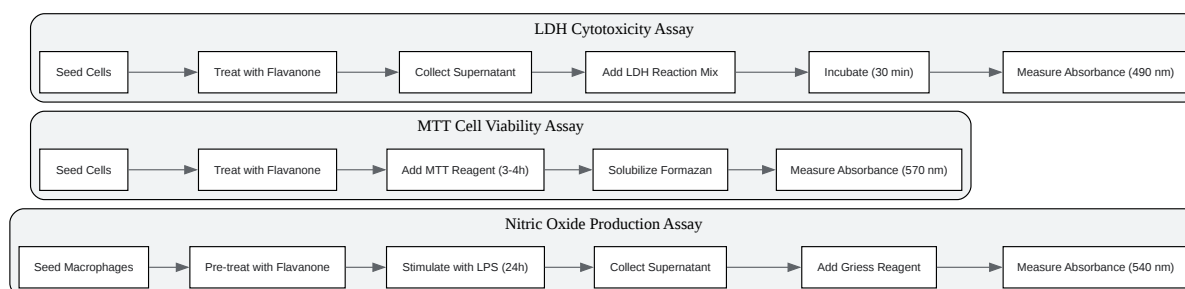 LDH Cytotoxicity Assay
Seed Cells
Treat with Flavanone
Collect Supernatant
Add LDH Reaction Mix
Incubate (30 min)
Measure Absorbance (490 nm)
MTT Cell Viability Assay
Seed Cells
Treat with Flavanone
Add MTT Reagent (3-4h)
Solubilize Formazan
Measure Absorbance (570 nm)
Nitric Oxide Production Assay
Seed Macrophages
Pre-treat with Flavanone
Stimulate with LPS (24h)
Collect Supernatant
Add Griess Reagent
Measure Absorbance (540 nm)